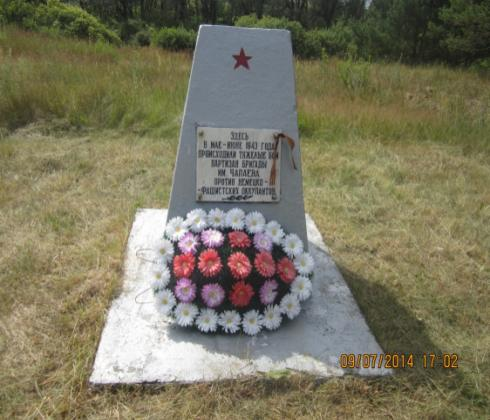 ЗДЕСЬ
В МАЕ-ИЮНЕ 1943 ГОДА
ПРОИСХОДИЛИ ТЯЖЕЛЫЕ БОИ
ПАРТИЗАН БРИГАДЫ
ИМ. ЧАПАЕВА
ПРОТИВ НЕМЕЦКО-
-ФАШИСТСКИХ ОККУПАНТОВ
09/07/2014 17:02